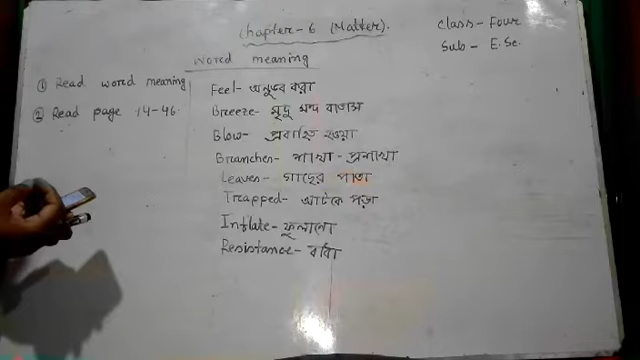 Chapter-6 (Matter).
Class-Four
Sub-E.Sc.
Word meaning
① Read word meaning
② Read page 14-46.
Feel- অনুভব করা
Breeze- মৃদু মন্দ বাতাস
Blow- প্রবাহিত হওয়া
Branches- শাখা-প্রশাখা
Leaves- গাছের পাতা
Trapped- আটকে পড়া
Inflate- ফুলানো
Resistance-